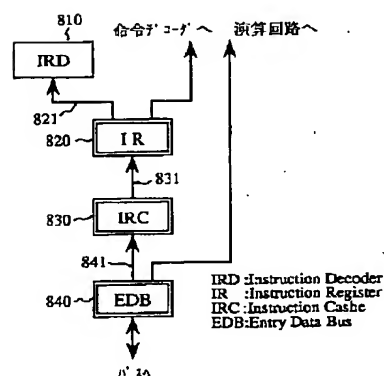 810
命令デコーダへ 演算回路へ
IRD
821
820
IR
831
830
IRC
841
840
EDB
バスへ
IRD :Instruction Decoder
IR :Instruction Register
IRC:Instruction Cashe
EDB:Entry Data Bus